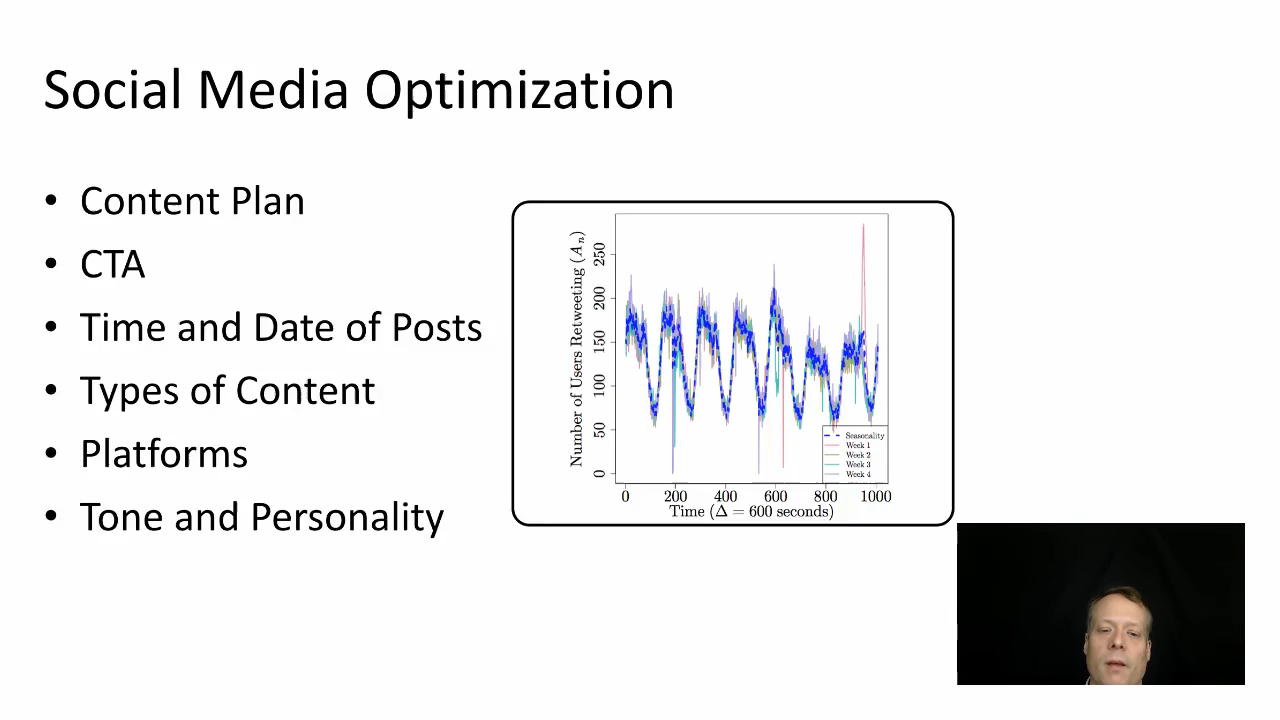 Social Media Optimization
• Content Plan
• CTA
• Time and Date of Posts
• Types of Content
• Platforms
• Tone and Personality
Number of Users Retweeting (Aₙ)
250
200
150
100
50
0
Seasonality
Week 1
Week 2
Week 3
Week 4
0 200 400 600 800 1000
Time (Δ = 600 seconds)